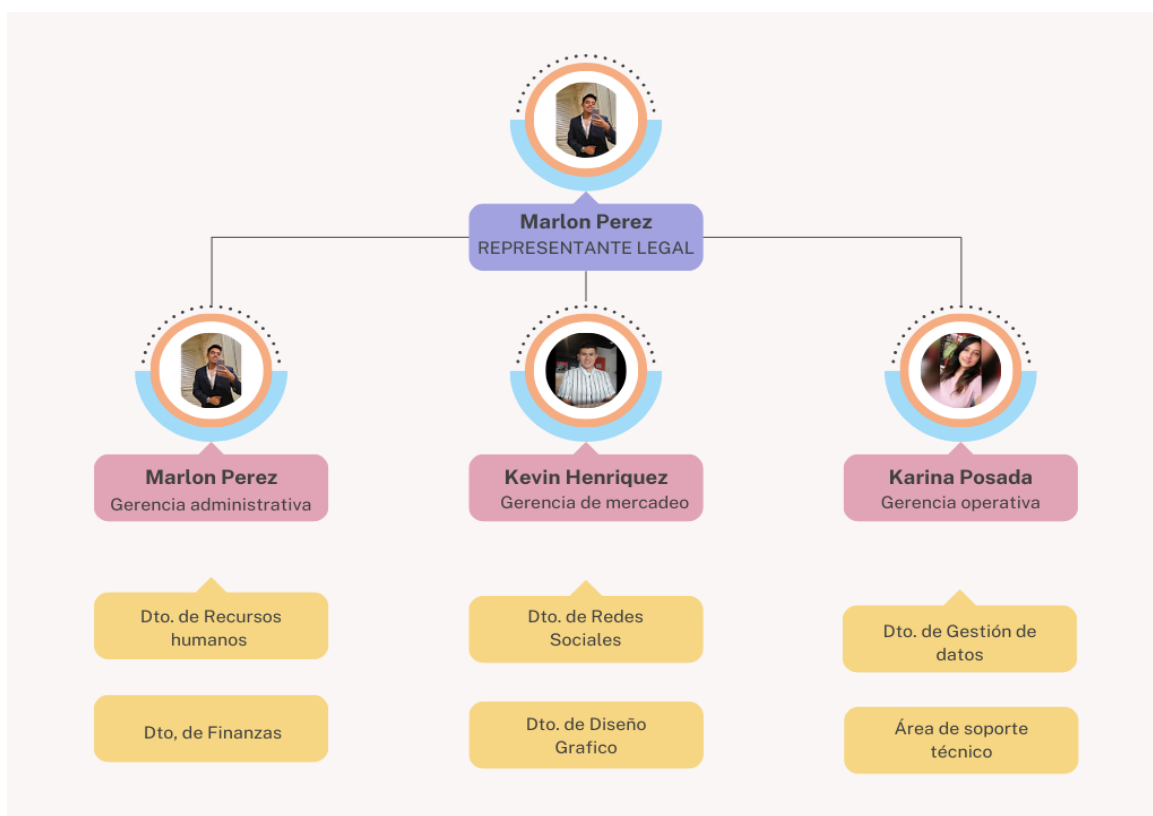 Marlon Perez
REPRESENTANTE LEGAL
Marlon Perez
Gerencia administrativa
Kevin Henriquez
Gerencia de mercadeo
Karina Posada
Gerencia operativa
Dto. de Recursos
humanos
Dto. de Redes
Sociales
Dto. de Gestión de
datos
Dto, de Finanzas
Dto. de Diseño
Grafico
Área de soporte
técnico